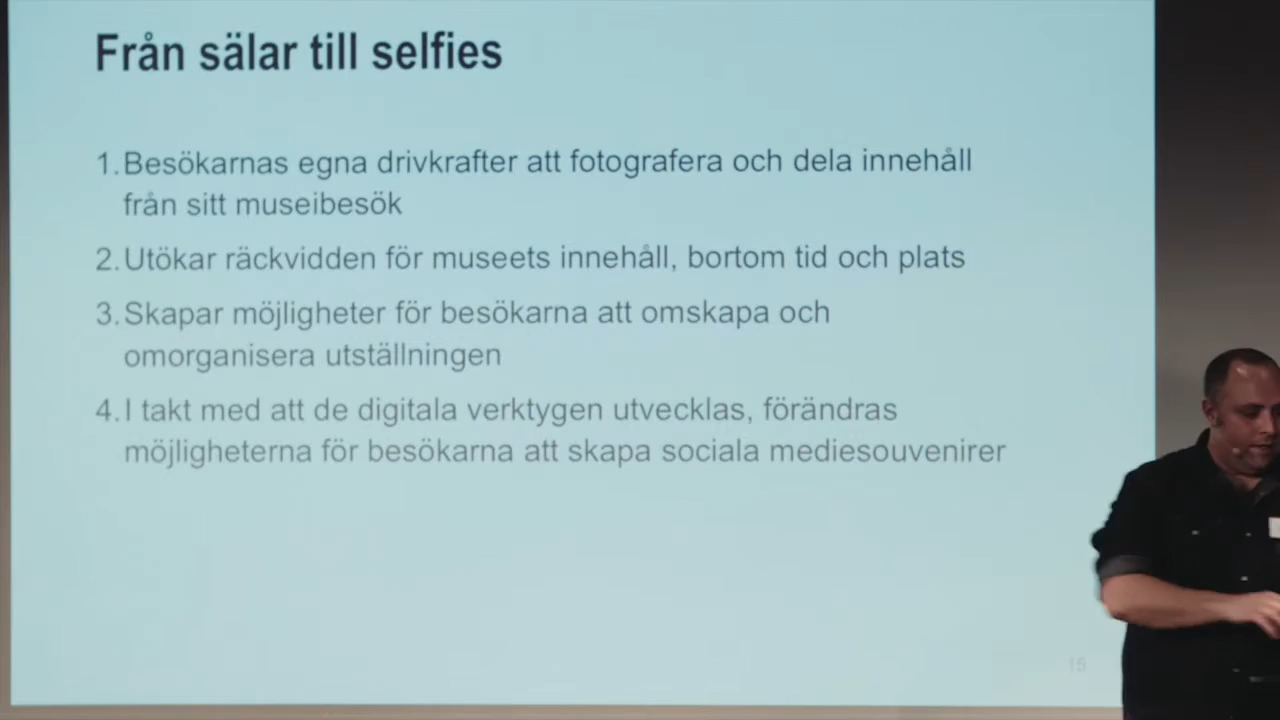 Från sälar till selfies
1. Besökarnas egna drivkrafter att fotografera och dela innehåll
från sitt museibesök
2. Utökar räckvidden för museets innehåll, bortom tid och plats
3. Skapar möjligheter för besökarna att omskapa och
omorganisera utställningen
4. I takt med att de digitala verktygen utvecklas, förändras
möjligheterna för besökarna att skapa sociala mediesouvenirer
15